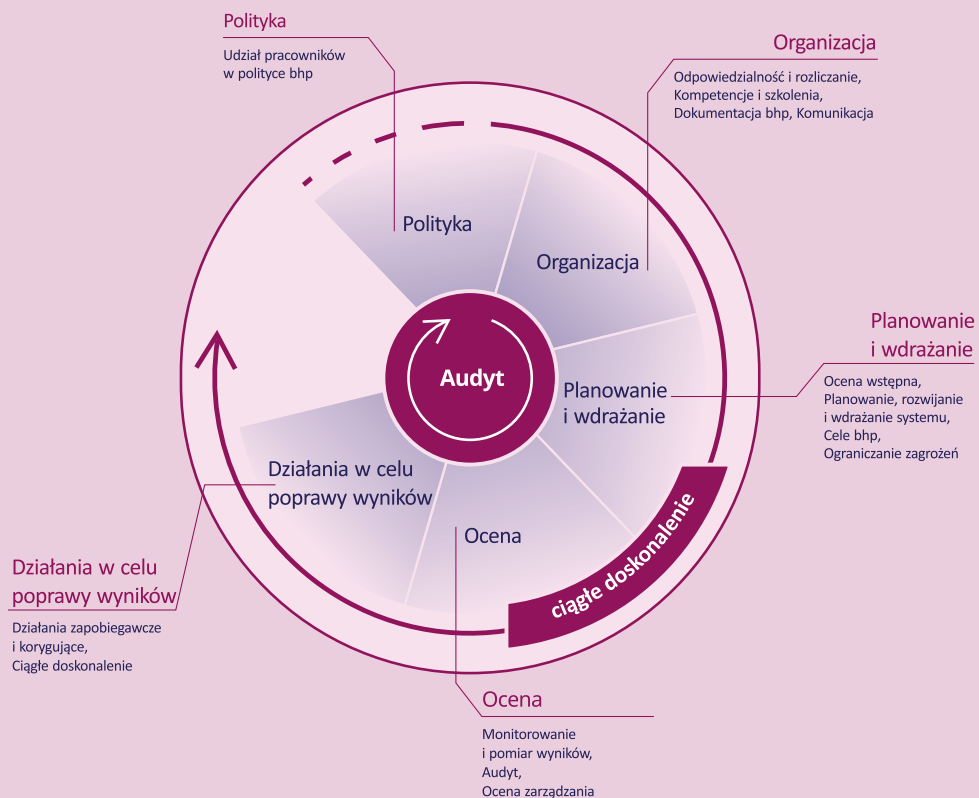 Polityka
Udział pracowników
w polityce bhp
Organizacja
Odpowiedzialność i rozliczanie,
Kompetencje i szkolenia,
Dokumentacja bhp, Komunikacja
Polityka
Organizacja
Planowanie
i wdrażanie
Ocena wstępna,
Planowanie, rozwijanie
i wdrażanie systemu,
Cele bhp,
Ograniczanie zagrożeń
Audyt
Planowanie
i wdrażanie
Działania w celu
poprawy wyników
Ocena
ciągłe doskonalenie
Działania w celu
poprawy wyników
Działania zapobiegawcze
i korygujące,
Ciągłe doskonalenie
Ocena
Monitorowanie
i pomiar wyników,
Audyt,
Ocena zarządzania